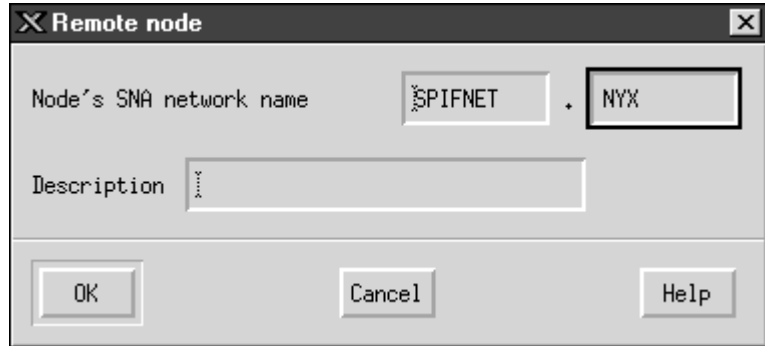 Remote node
Node's SNA network name SPIFNET . NYX
Description
OK Cancel Help